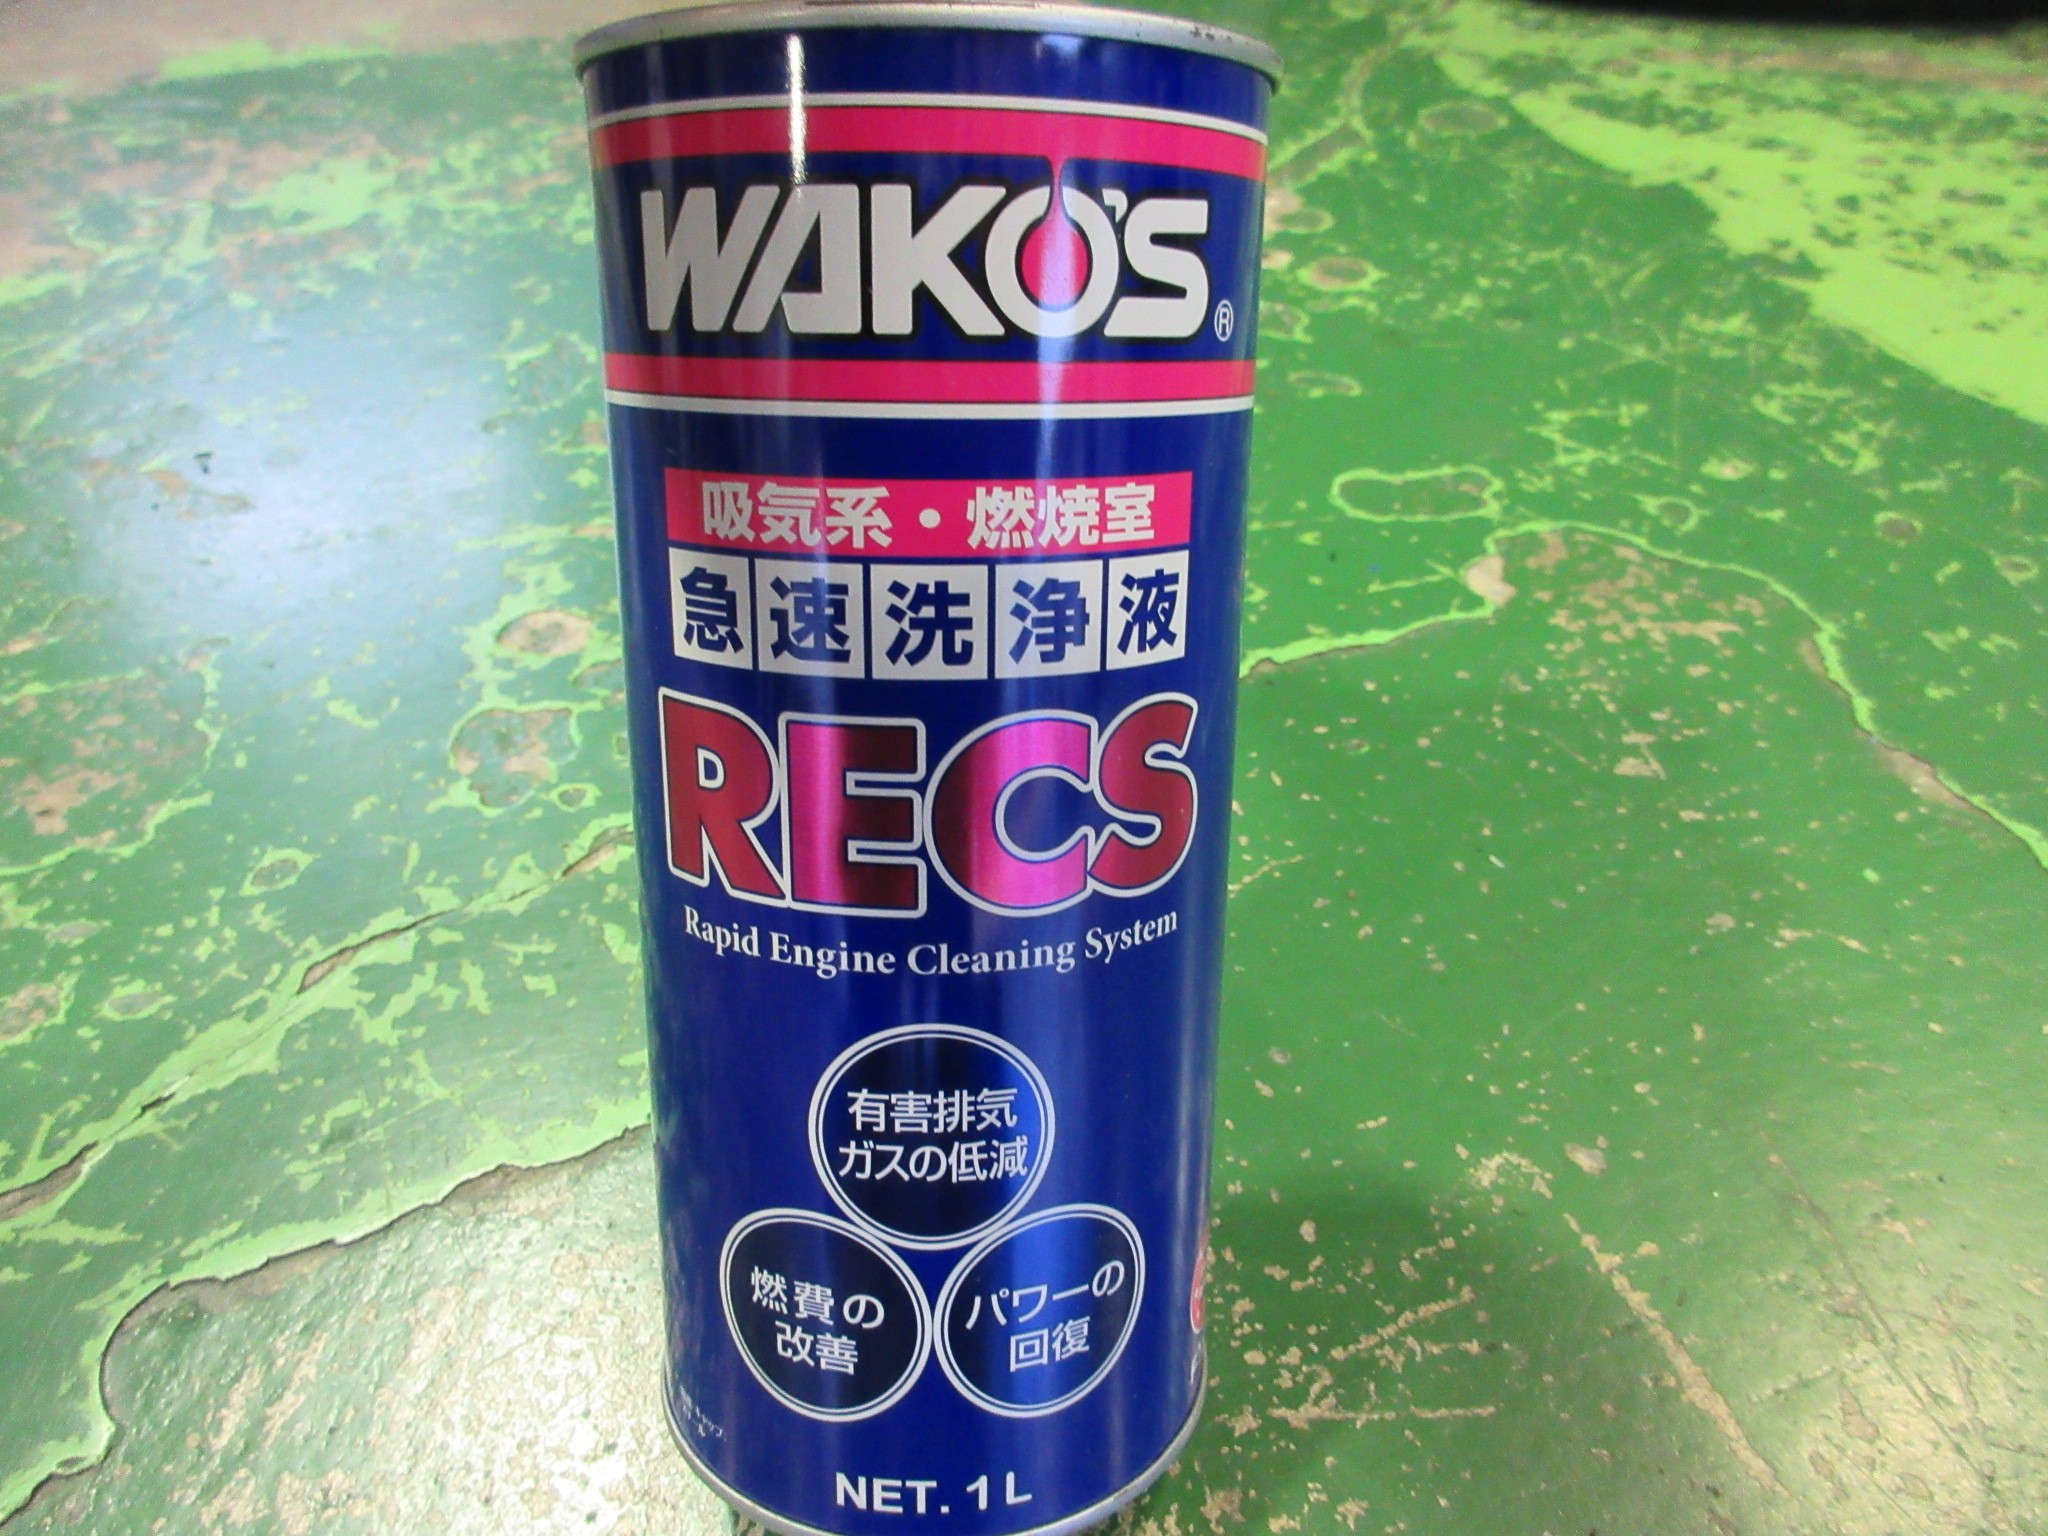 WAKO'S®
吸気系・燃焼室
急速洗浄液
RECS
Rapid Engine Cleaning System
有害排気
ガスの低減
燃費の
改善
パワーの
回復
NET. 1L